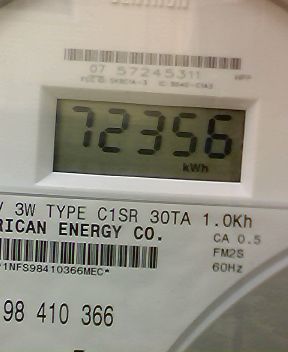 07 57245311
72356
kWh
V 3W TYPE C1SR 30TA 1.0Kh
RICAN ENERGY CO.
CA 0.5
FM2S
60Hz
P1NFS98410366MEC*
98 410 366